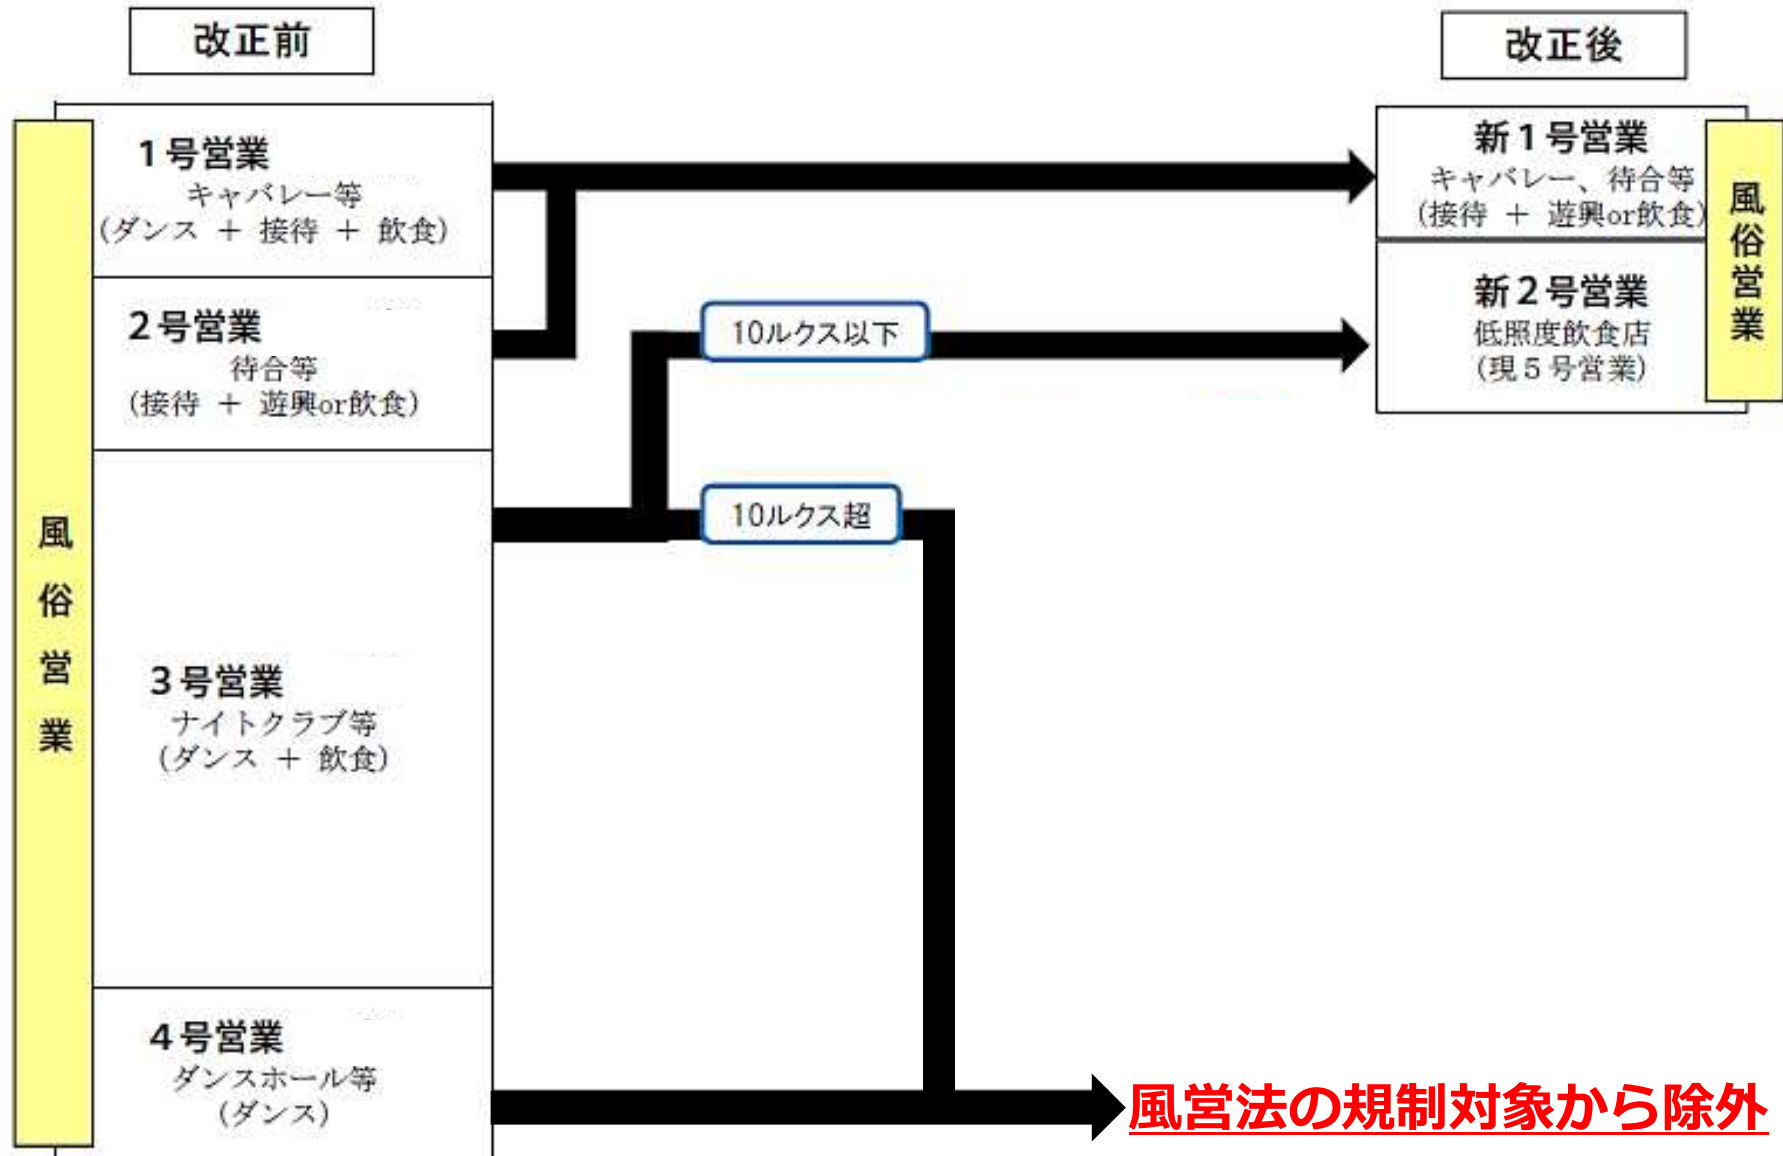 改正前
改正後
風俗営業
1号営業
キャバレー等
(ダンス + 接待 + 飲食)
2号営業
待合等
(接待 + 遊興or飲食)
3号営業
ナイトクラブ等
(ダンス + 飲食)
4号営業
ダンスホール等
(ダンス)
10ルクス以下
10ルクス超
新1号営業
キャバレー、待合等
(接待 + 遊興or飲食)
新2号営業
低照度飲食店
(現5号営業)
風俗営業
風営法の規制対象から除外